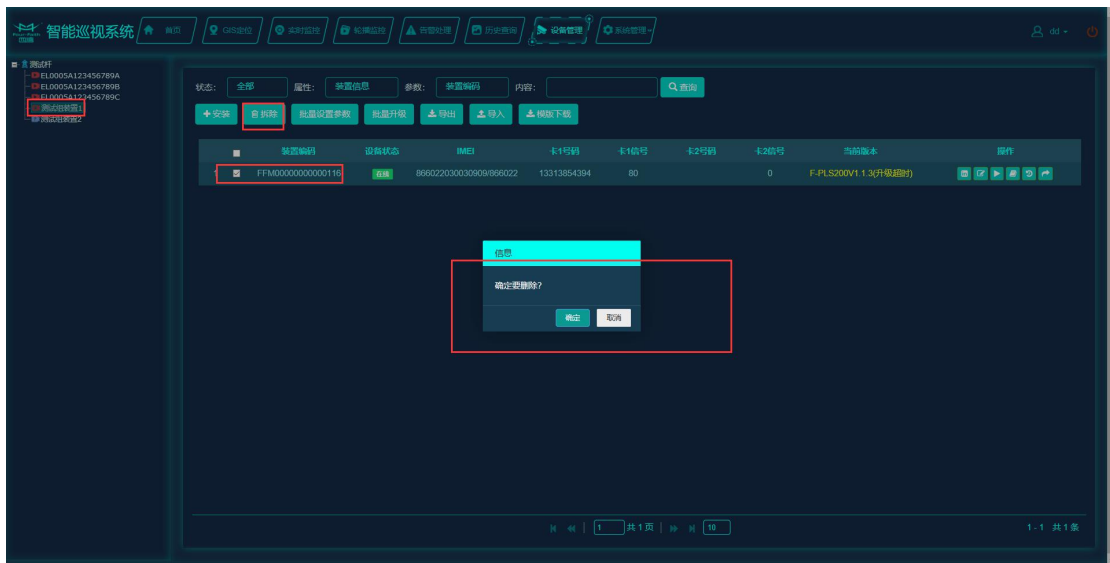 智能巡视系统 首页 GIS定位 实时监控 轮播监控 告警处理 历史查询 设备管理 系统管理 dd
测试杆
EL0005A123456789A
EL0005A123456789B
EL0005A123456789C
测试组装置1
测试组装置2
状态: 全部 属性: 装置信息 参数: 装置编码 内容: 查询
安装 拆除 批量设置参数 批量升级 导出 导入 模版下载
装置编码 设备状态 IMEI 卡1号码 卡1信号 卡2号码 卡2信号 当前版本 操作
1 FFM00000000000116 在线 866022030030909/866022 13313854394 80 0 F-PLS200V1.1.3(升级超时)
信息
确定要删除?
确定 取消
1 共1页 10 1-1 共1条